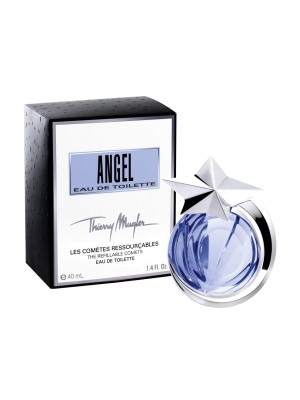 ANGEL
EAU DE TOILETTE
Thierry Mugler
LES COMÈTES RESSOURÇABLES
THE REFILLABLE COMETS
EAU DE TOILETTE
℮ 40 mL 1.4 fl. oz